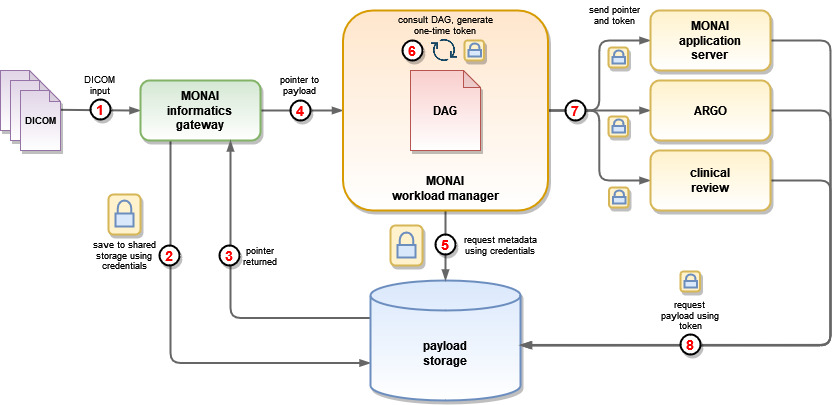 DICOM
DICOM
input
1
MONAI
informatics
gateway
pointer to
payload
4
consult DAG, generate
one-time token
6
DAG
MONAI
workload manager
send pointer
and token
7
MONAI
application
server
ARGO
clinical
review
save to shared
storage using
credentials
2
3
pointer
returned
5
request metadata
using credentials
payload
storage
request
payload using
token
8